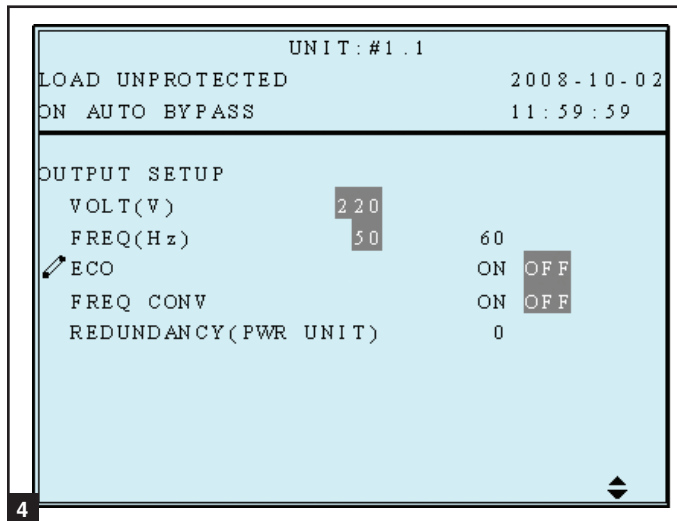 UNIT:#1.1
LOAD UNPROTECTED 2008-10-02
ON AUTO BYPASS 11:59:59
OUTPUT SETUP
VOLT(V) 220
FREQ(Hz) 50 60
ECO ON OFF
FREQ CONV ON OFF
REDUNDANCY(PWR UNIT) 0
4